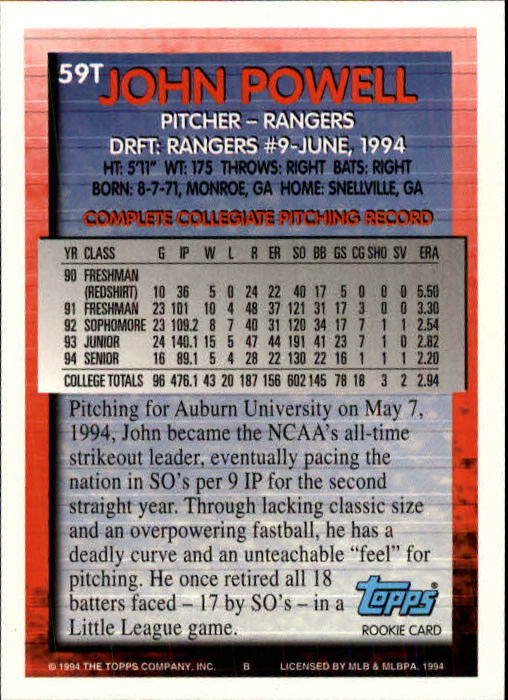 59T
JOHN POWELL
PITCHER – RANGERS
DRFT: RANGERS #9-JUNE, 1994
HT: 5'11" WT: 175 THROWS: RIGHT BATS: RIGHT
BORN: 8-7-71, MONROE, GA HOME: SNELLVILLE, GA
COMPLETE COLLEGIATE PITCHING RECORD
YR CLASS G IP W L R ER SO BB GS CG SHO SV ERA
90 FRESHMAN
(REDSHIRT) 10 36 5 0 24 22 40 17 5 0 0 0 5.50
91 FRESHMAN 23 101 10 4 48 37 121 31 17 3 0 0 3.30
92 SOPHOMORE 23 109.2 8 7 40 31 120 34 17 7 1 1 2.54
93 JUNIOR 24 140.1 15 5 47 44 191 41 23 7 1 0 2.82
94 SENIOR 16 89.1 5 4 28 22 130 22 16 1 1 1 2.20
COLLEGE TOTALS 96 476.1 43 20 187 156 602 145 78 18 3 2 2.94
Pitching for Auburn University on May 7,
1994, John became the NCAA's all-time
strikeout leader, eventually pacing the
nation in SO's per 9 IP for the second
straight year. Through lacking classic size
and an overpowering fastball, he has a
deadly curve and an unteachable "feel" for
pitching. He once retired all 18
batters faced – 17 by SO's – in a
Little League game.
Topps®
ROOKIE CARD
© 1994 THE TOPPS COMPANY, INC. B LICENSED BY MLB & MLBPA, 1994